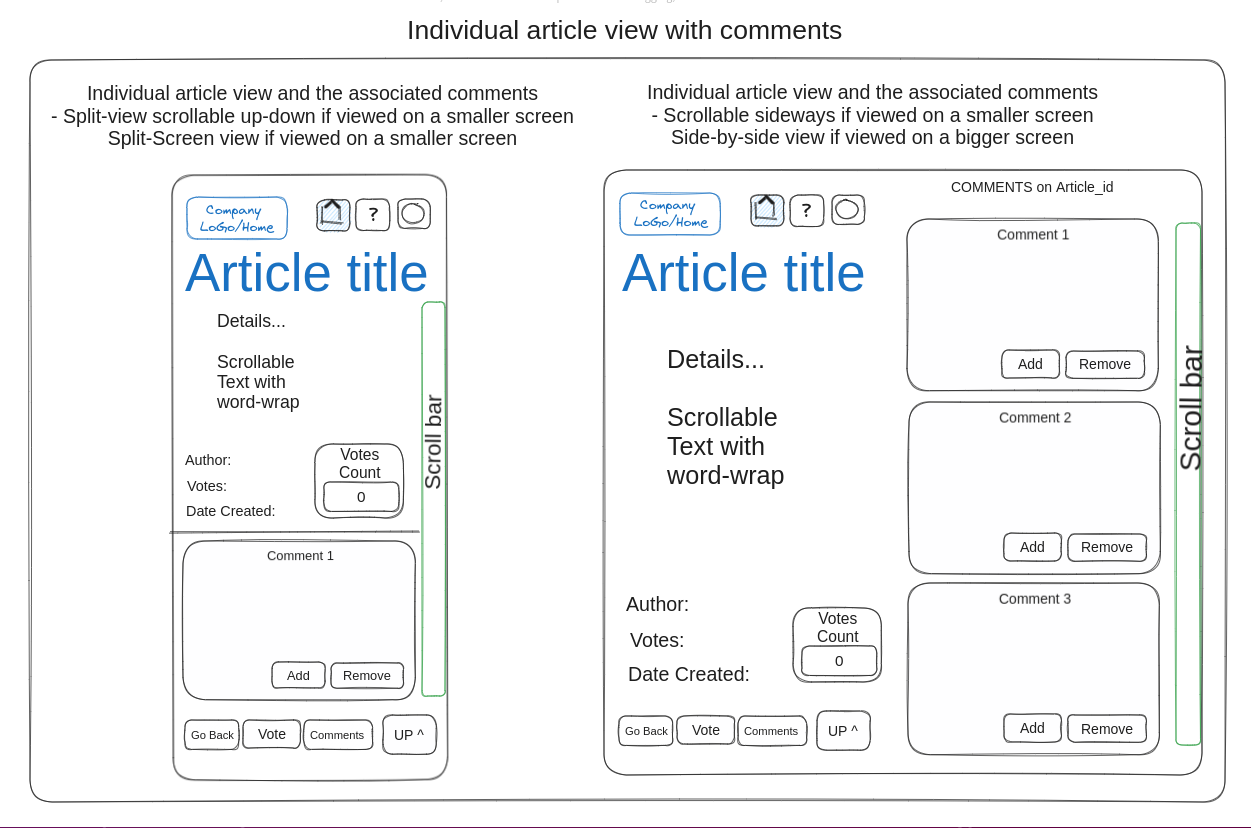 Individual article view with comments
Individual article view and the associated comments
- Split-view scrollable up-down if viewed on a smaller screen
Split-Screen view if viewed on a smaller screen
Company
LoGo/Home
?
Article title
Details...
Scrollable
Text with
word-wrap
Scroll bar
Author:
Votes:
Date Created:
Votes
Count
0
Comment 1
Add
Remove
Go Back
Vote
Comments
UP ^
Individual article view and the associated comments
- Scrollable sideways if viewed on a smaller screen
Side-by-side view if viewed on a bigger screen
Company
LoGo/Home
?
Article title
Details...
Scrollable
Text with
word-wrap
Author:
Votes:
Date Created:
Votes
Count
0
Go Back
Vote
Comments
UP ^
COMMENTS on Article_id
Comment 1
Add
Remove
Comment 2
Add
Remove
Comment 3
Add
Remove
Scroll bar